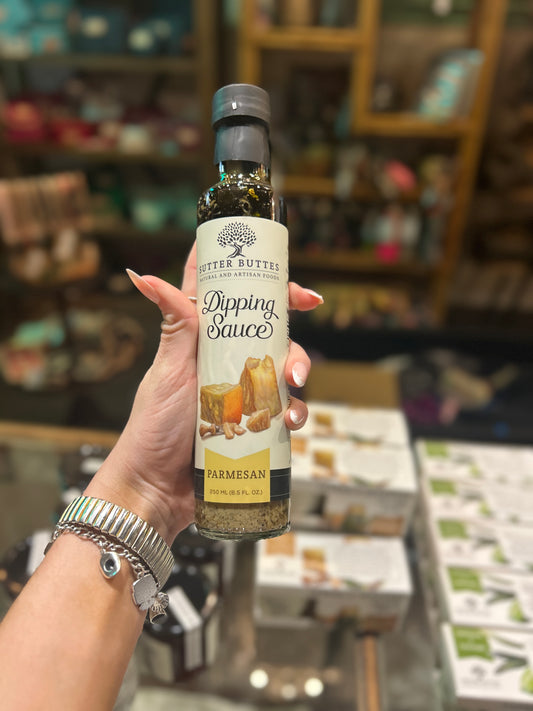 SUTTER BUTTES
NATURAL AND ARTISAN FOODS
Dipping
Sauce
PARMESAN
250 ML (8.5 FL. OZ.)